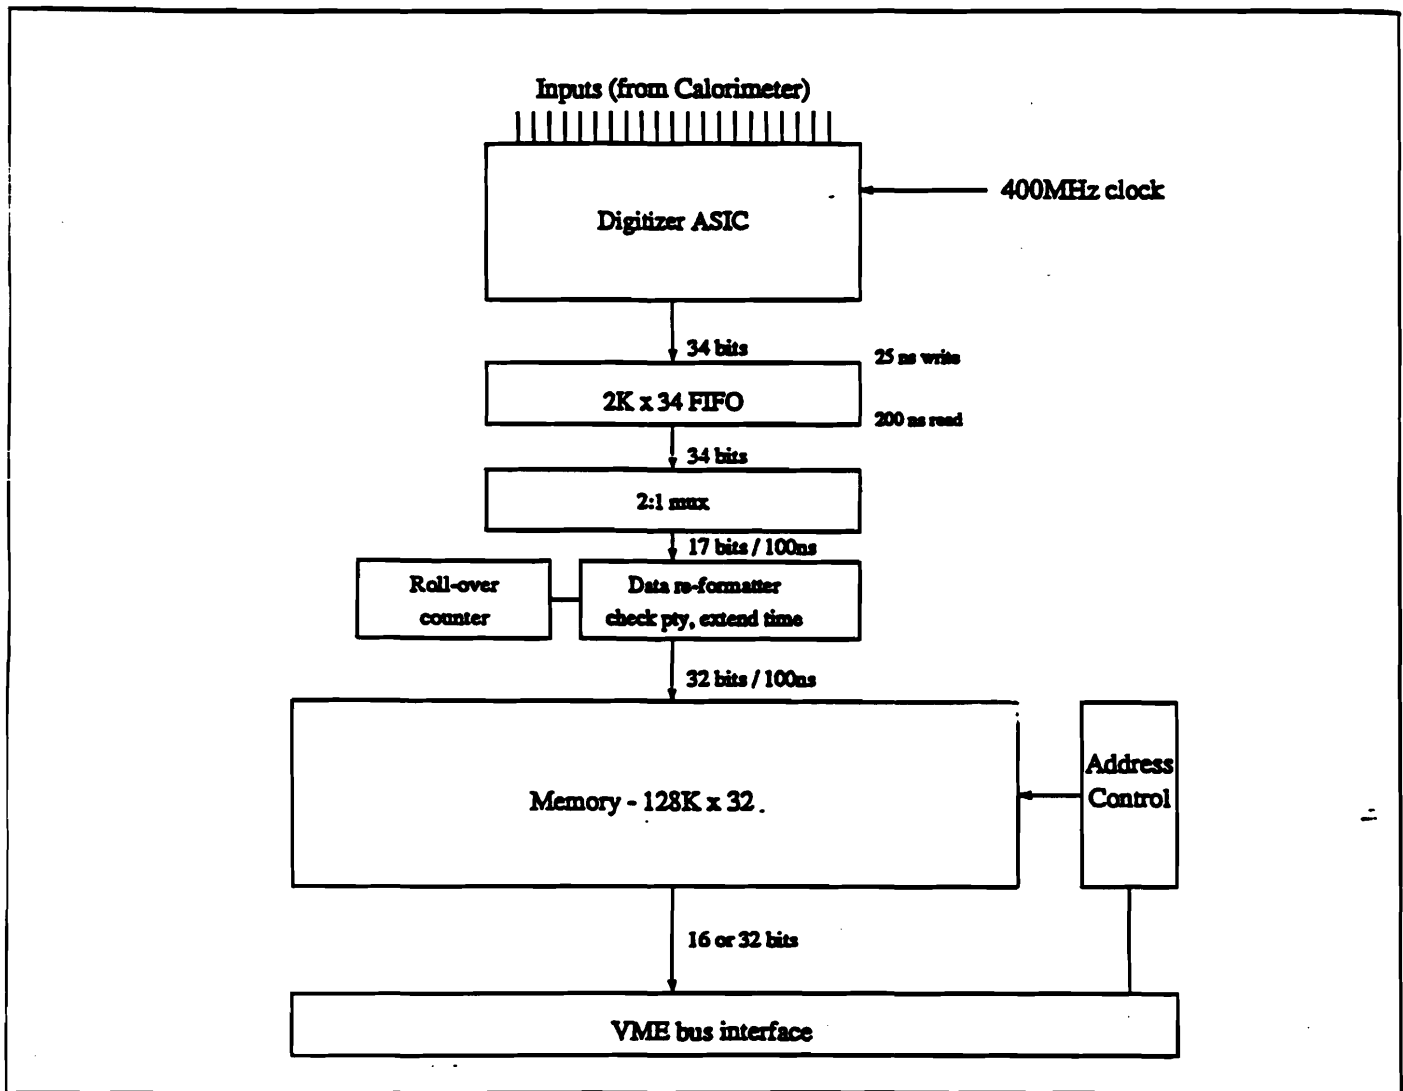 Inputs (from Calorimeter)
400MHz clock
Digitizer ASIC
34 bits
25 ns write
2K x 34 FIFO
200 ns read
34 bits
2:1 mux
17 bits / 100ns
Roll-over
counter
Data re-formatter
check pty, extend time
32 bits / 100ns
Address
Control
Memory - 128K x 32
16 or 32 bits
VME bus interface